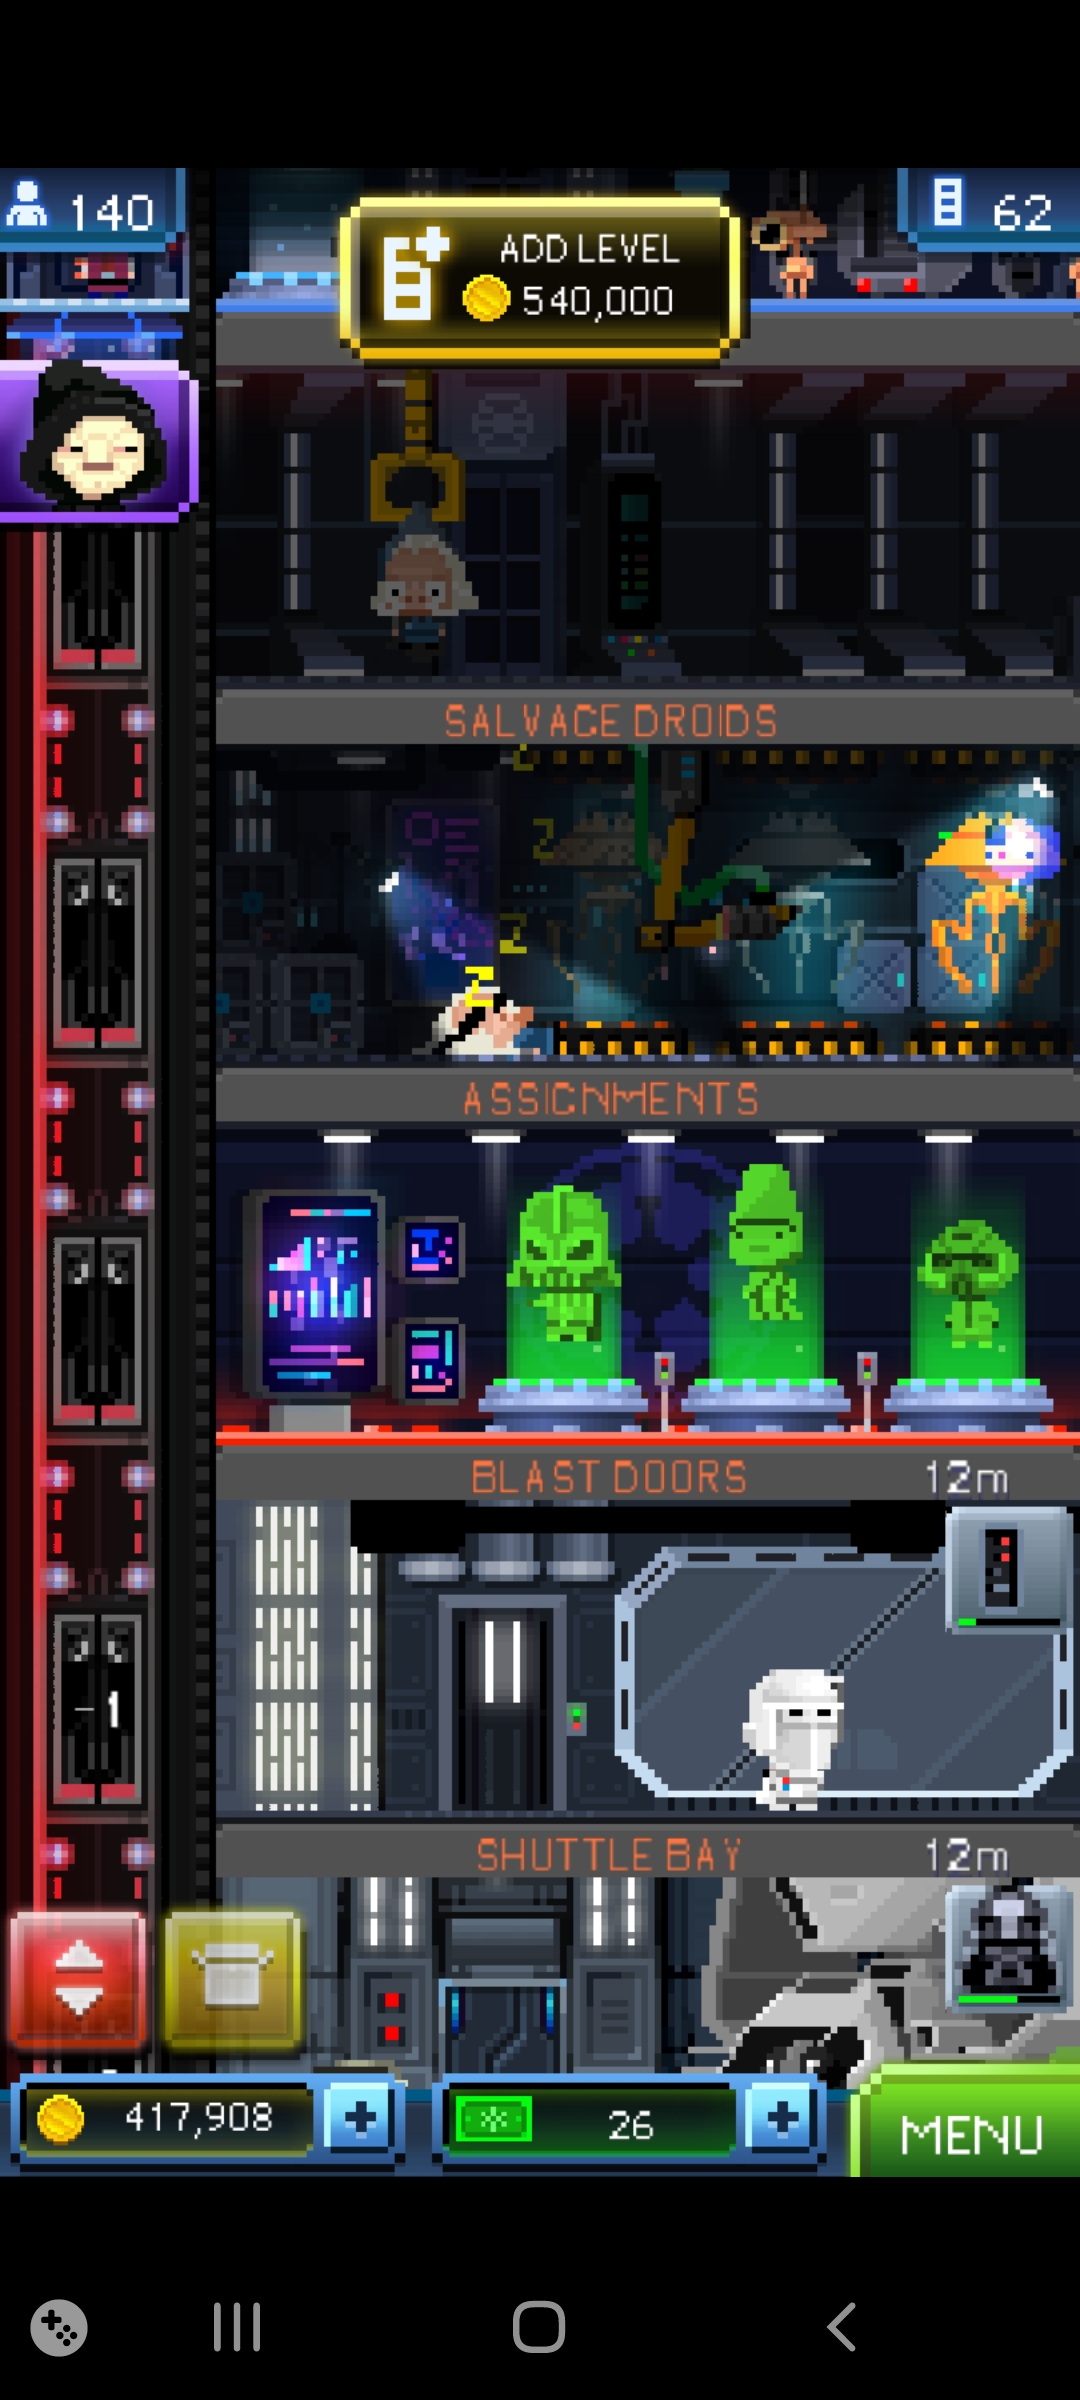 140
62
ADD LEVEL
540,000
SALVAGE DROIDS
ASSIGNMENTS
BLAST DOORS 12m
-1
SHUTTLE BAY 12m
417,908
26
MENU